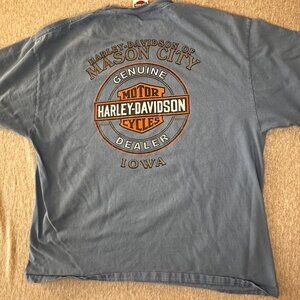 HARLEY-DAVIDSON OF
MASON CITY
GENUINE
MOTOR
HARLEY-DAVIDSON
CYCLES
DEALER
IOWA